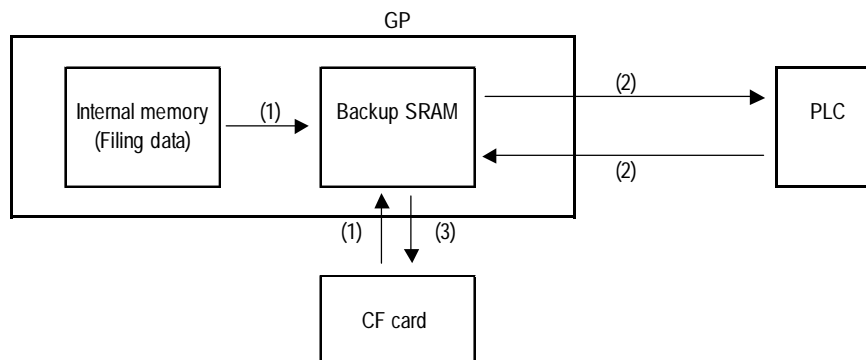 GP
Internal memory
(Filing data)
(1)
Backup SRAM
(2)
PLC
(2)
(1)
(3)
CF card